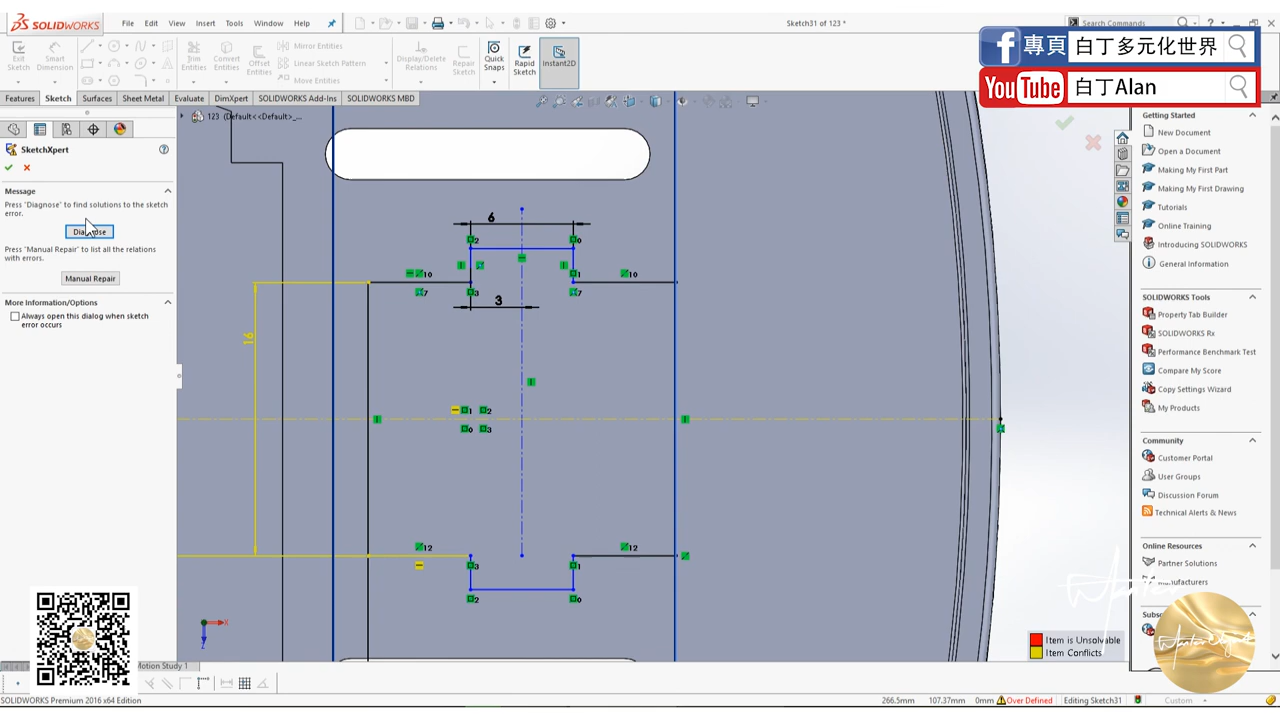 SOLIDWORKS
File Edit View Insert Tools Window Help
Sketch31 of 123 *
Search Commands
專頁 白丁多元化世界
YouTube 白丁Alan
Exit Sketch
Smart Dimension
Trim Entities
Convert Entities
Offset Entities
Mirror Entities
Linear Sketch Pattern
Move Entities
Display/Delete Relations
Repair Sketch
Quick Snaps
Rapid Sketch
Instant2D
Features Sketch Surfaces Sheet Metal Evaluate DimXpert SOLIDWORKS Add-Ins SOLIDWORKS MBD
123 (Default<<Default>_...
SketchXpert
Message
Press 'Diagnose' to find solutions to the sketch
error.
Diagnose
Press 'Manual Repair' to list all the relations
with errors.
Manual Repair
More Information/Options
Always open this dialog when sketch
error occurs
6
3
16
Getting Started
New Document
Open a Document
Making My First Part
Making My First Drawing
Tutorials
Online Training
Introducing SOLIDWORKS
General Information
SOLIDWORKS Tools
Property Tab Builder
SOLIDWORKS Rx
Performance Benchmark Test
Compare My Score
Copy Settings Wizard
My Products
Community
Customer Portal
User Groups
Discussion Forum
Technical Alerts & News
Online Resources
Partner Solutions
Manufacturers
Item is Unsolvable
Item Conflicts
Motion Study 1
SOLIDWORKS Premium 2016 x64 Edition
266.5mm 107.37mm 0mm Over Defined Editing Sketch31 Custom